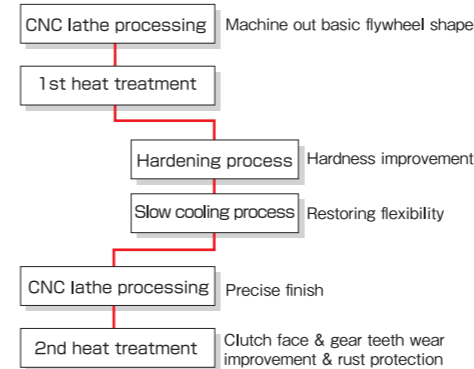 CNC lathe processing Machine out basic flywheel shape
1st heat treatment
Hardening process Hardness improvement
Slow cooling process Restoring flexibility
CNC lathe processing Precise finish
2nd heat treatment Clutch face & gear teeth wear
improvement & rust protection